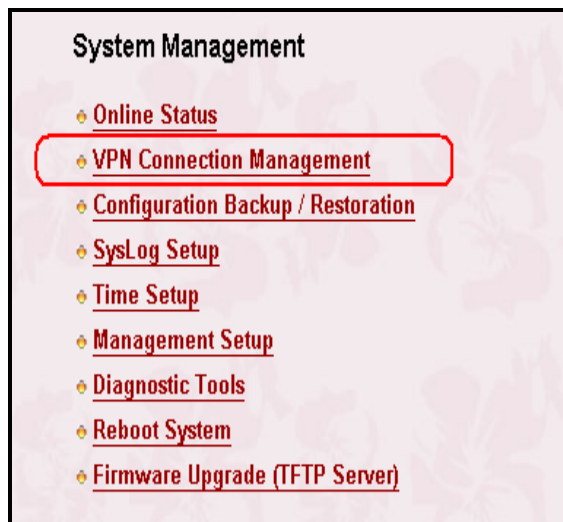 System Management
Online Status
VPN Connection Management
Configuration Backup / Restoration
SysLog Setup
Time Setup
Management Setup
Diagnostic Tools
Reboot System
Firmware Upgrade (TFTP Server)